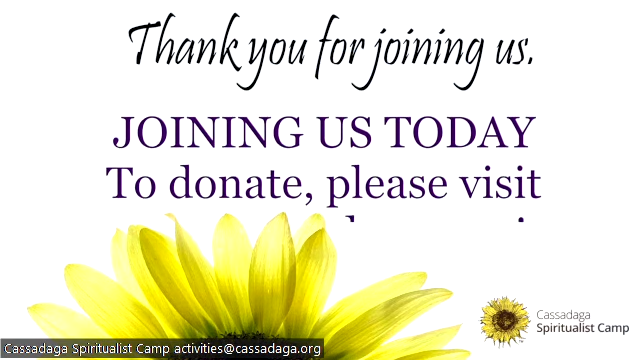 Thank you for joining us.
JOINING US TODAY
To donate, please visit
Cassadaga
Spiritualist Camp
Cassadaga Spiritualist Camp activities@cassadaga.org